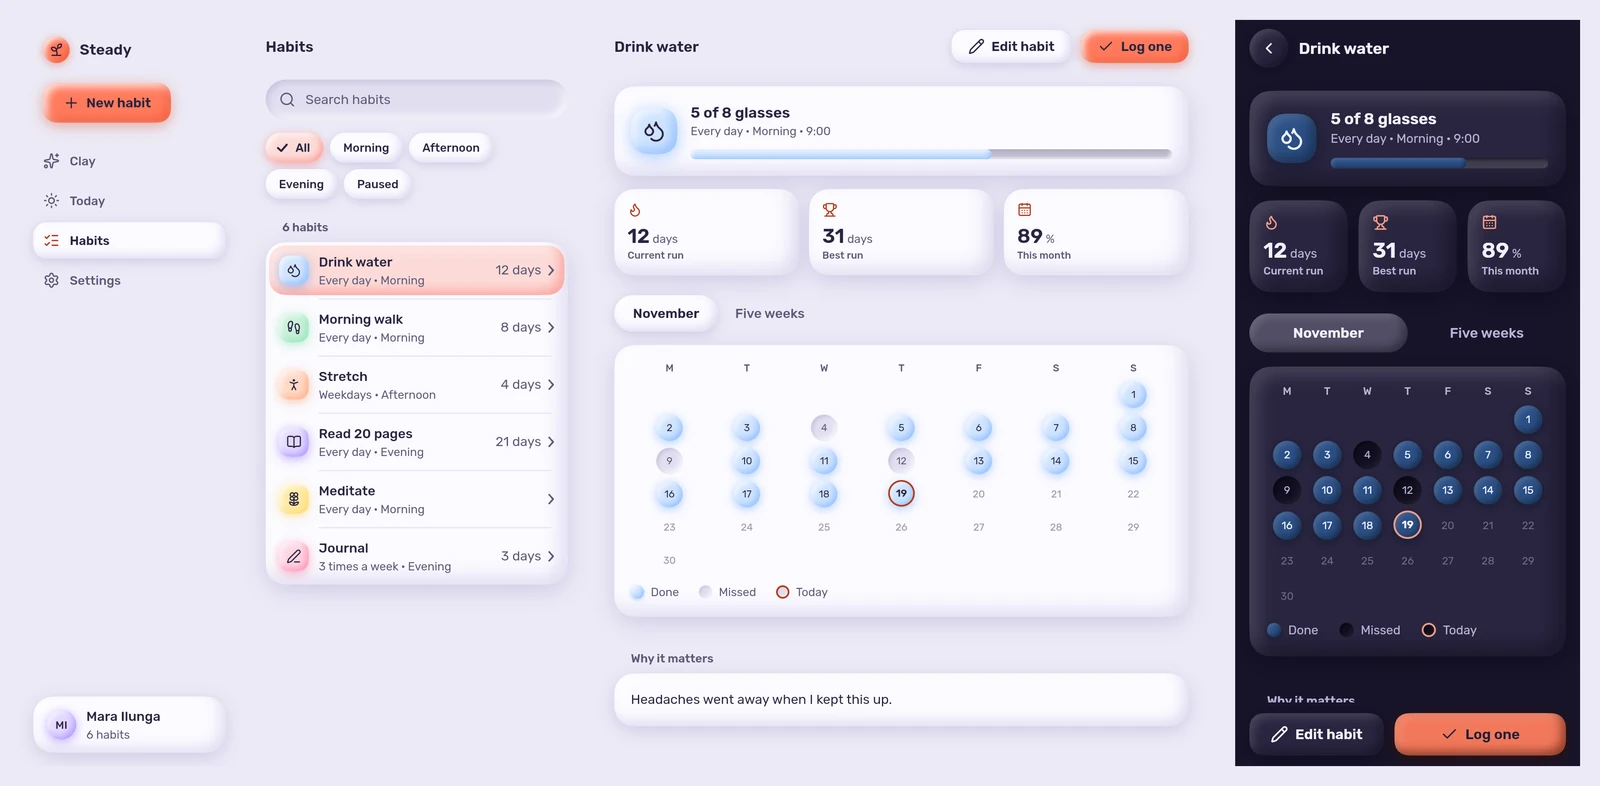 Steady
New habit
Clay
Today
Habits
Settings
MI
Mara Ilunga
6 habits
Habits
Search habits
All
Morning
Afternoon
Evening
Paused
6 habits
Drink water
Every day • Morning
12 days
Morning walk
Every day • Morning
8 days
Stretch
Weekdays • Afternoon
4 days
Read 20 pages
Every day • Evening
21 days
Meditate
Every day • Morning
Journal
3 times a week • Evening
3 days
Drink water
Edit habit
Log one
5 of 8 glasses
Every day • Morning • 9:00
12 days
Current run
31 days
Best run
89 %
This month
November
Five weeks
M T W T F S S
1
2 3 4 5 6 7 8
9 10 11 12 13 14 15
16 17 18 19 20 21 22
23 24 25 26 27 28 29
30
Done
Missed
Today
Why it matters
Headaches went away when I kept this up.
Drink water
5 of 8 glasses
Every day • Morning • 9:00
12 days
Current run
31 days
Best run
89 %
This month
November
Five weeks
M T W T F S S
1
2 3 4 5 6 7 8
9 10 11 12 13 14 15
16 17 18 19 20 21 22
23 24 25 26 27 28 29
30
Done
Missed
Today
Why it matters
Edit habit
Log one